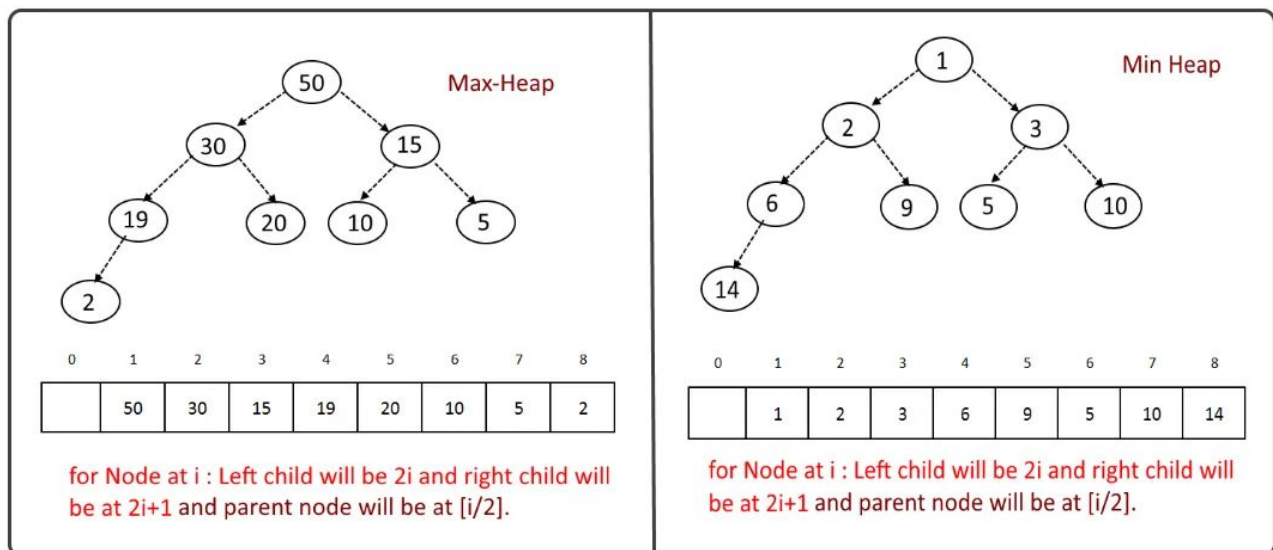 Max-Heap
50
30 15
19 20 10 5
2
0 1 2 3 4 5 6 7 8
50 30 15 19 20 10 5 2
for Node at i : Left child will be 2i and right child will
be at 2i+1 and parent node will be at [i/2].
Min Heap
1
2 3
6 9 5 10
14
0 1 2 3 4 5 6 7 8
1 2 3 6 9 5 10 14
for Node at i : Left child will be 2i and right child will
be at 2i+1 and parent node will be at [i/2].